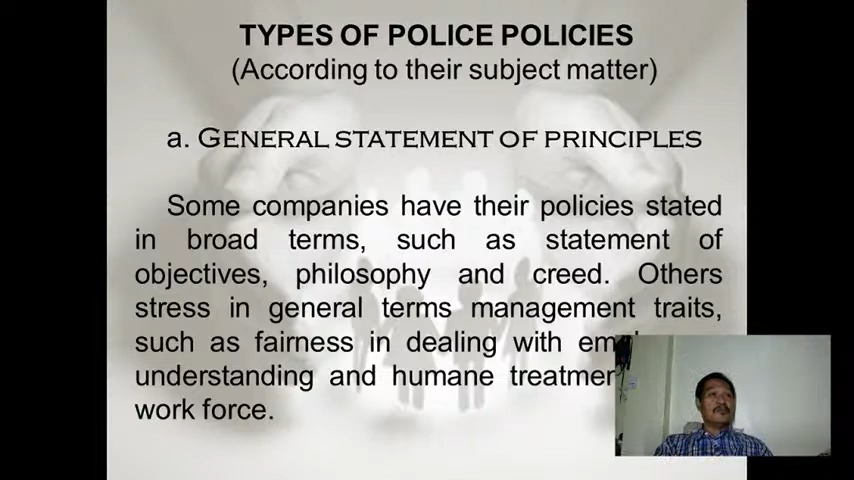 TYPES OF POLICE POLICIES
(According to their subject matter)
a. GENERAL STATEMENT OF PRINCIPLES
Some companies have their policies stated
in broad terms, such as statement of
objectives, philosophy and creed. Others
stress in general terms management traits,
such as fairness in dealing with
understanding and humane
work force.